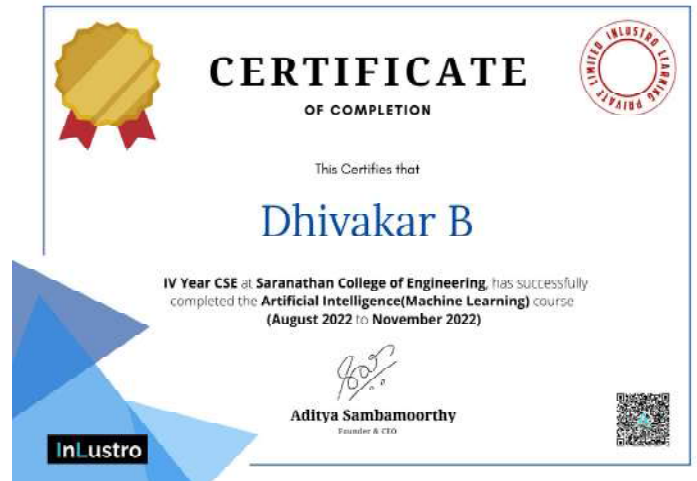 CERTIFICATE
OF COMPLETION
INLUSTRO LEARNING PRIVATE LIMITED
This Certifies that
Dhivakar B
IV Year CSE at Saranathan College of Engineering, has successfully
completed the Artificial Intelligence(Machine Learning) course
(August 2022 to November 2022)
Aditya Sambamoorthy
Founder & CEO
InLustro